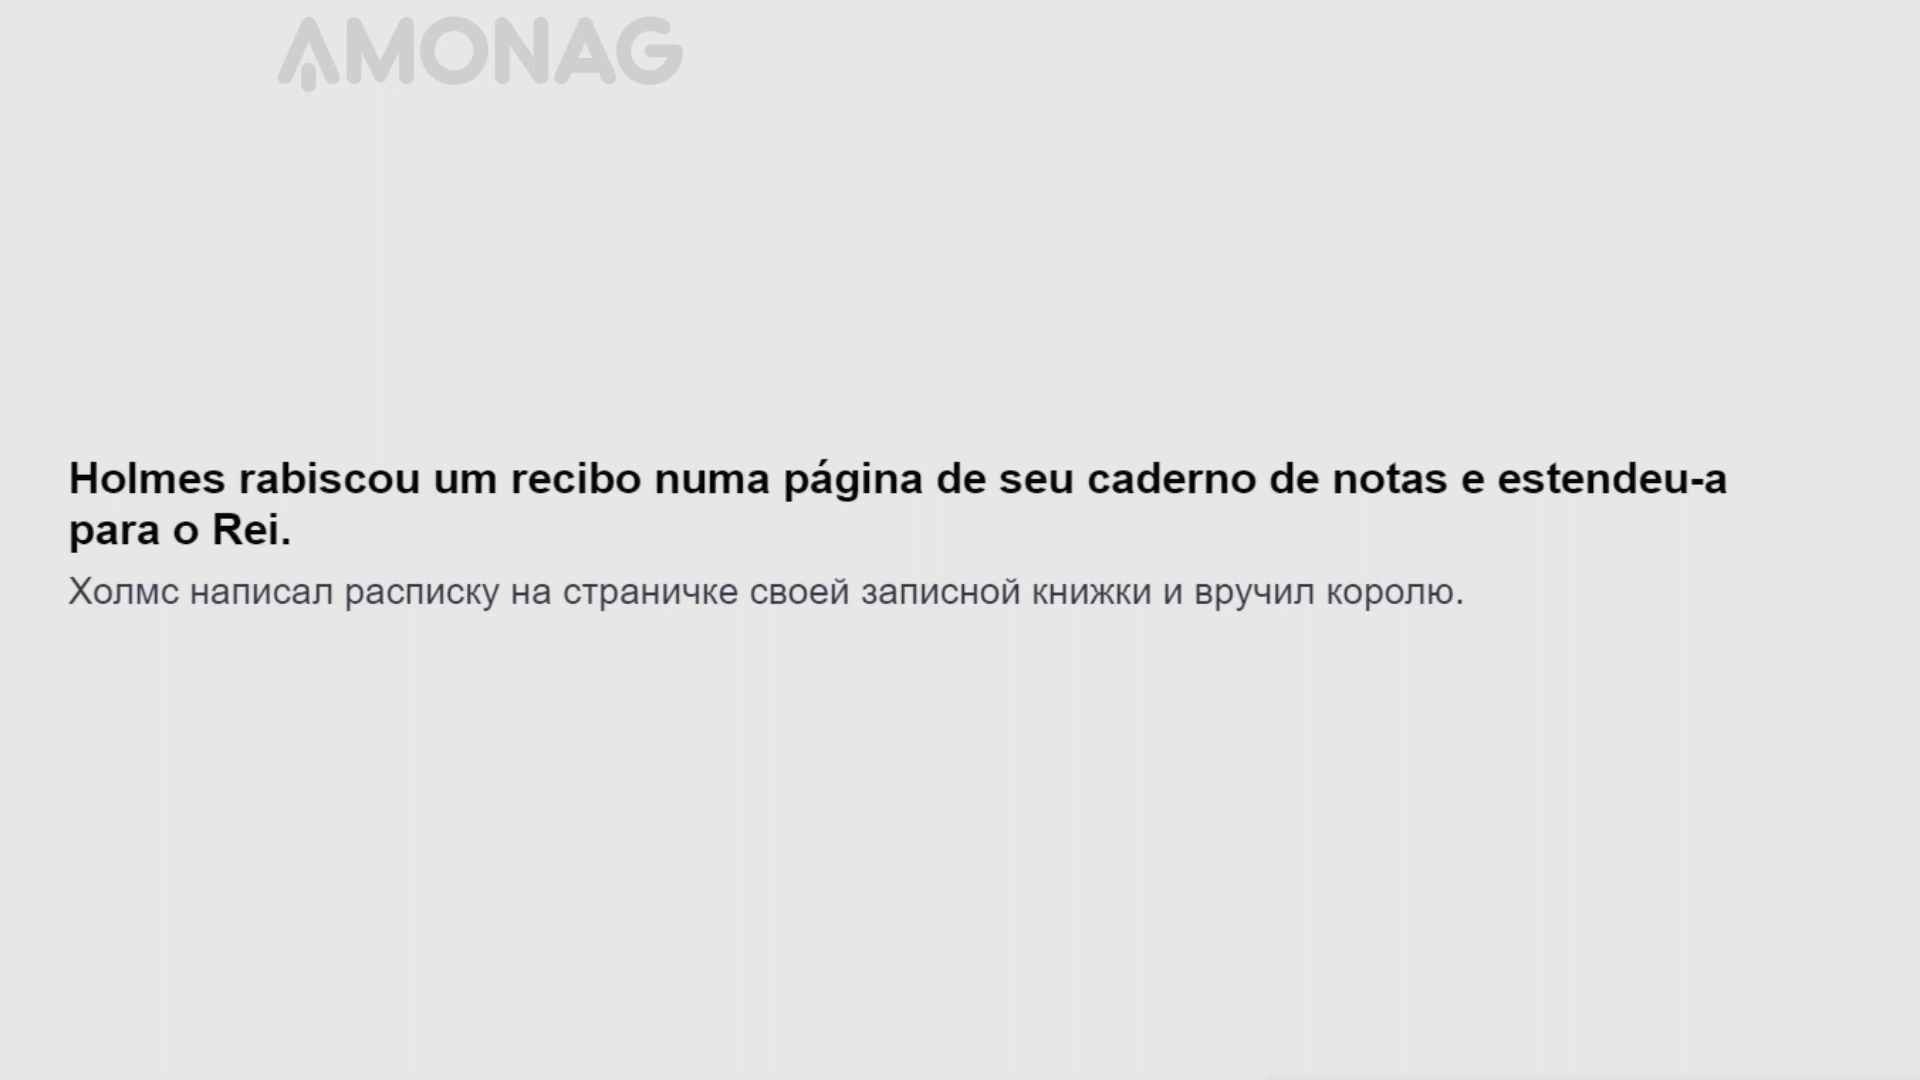 AMONAG
Holmes rabiscou um recibo numa página de seu caderno de notas e estendeu-a
para o Rei.
Холмс написал расписку на страничке своей записной книжки и вручил королю.